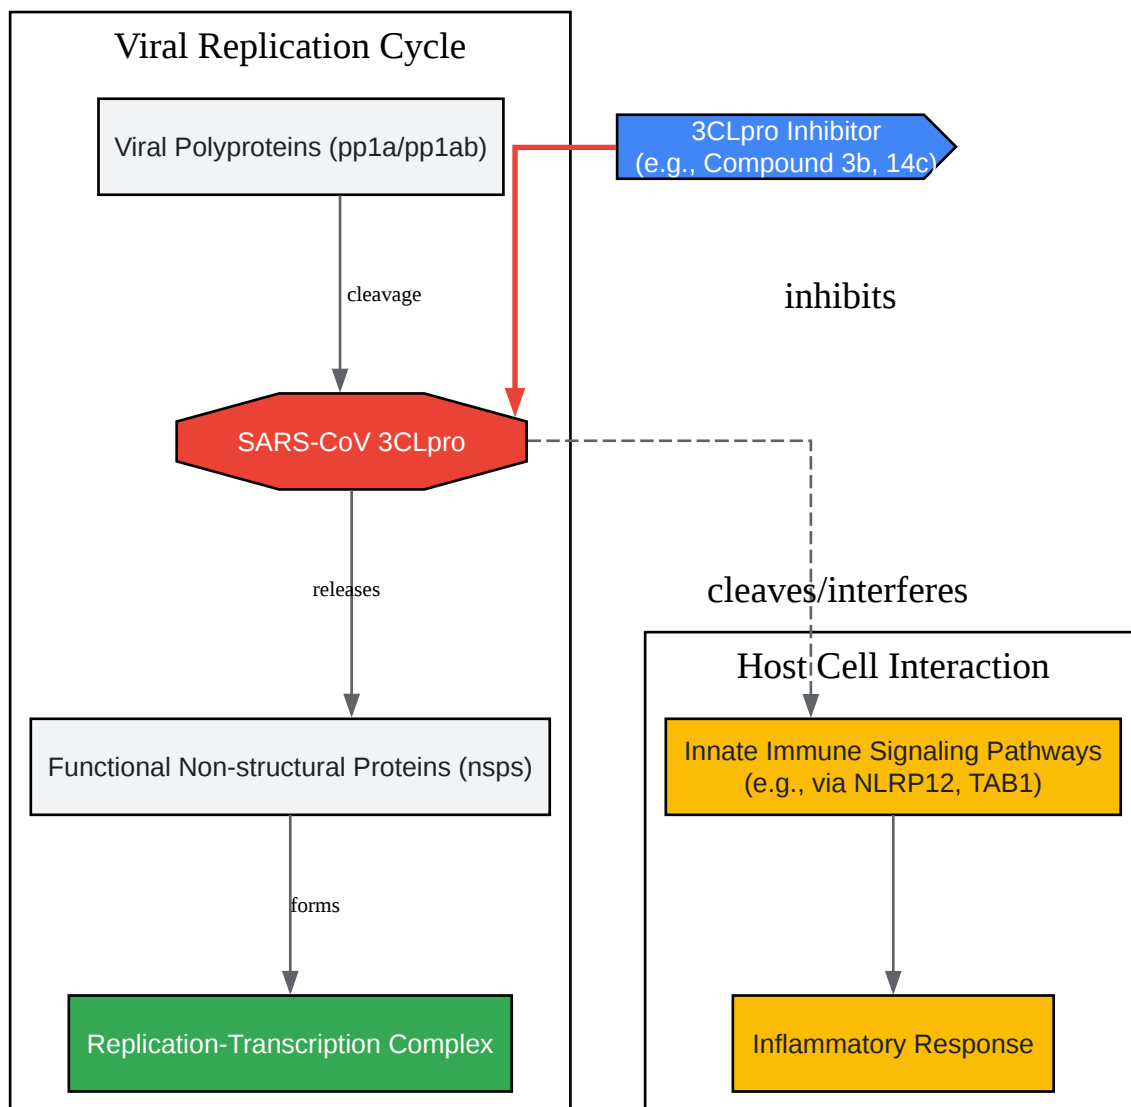 Viral Replication Cycle
Viral Polyproteins (pp1a/pp1ab)
3CLpro Inhibitor
(e.g., Compound 3b, 14c)
cleavage
inhibits
SARS-CoV 3CLpro
releases
cleaves/interferes
Host Cell Interaction
Functional Non-structural Proteins (nsps)
Innate Immune Signaling Pathways
(e.g., via NLRP12, TAB1)
forms
Replication-Transcription Complex
Inflammatory Response